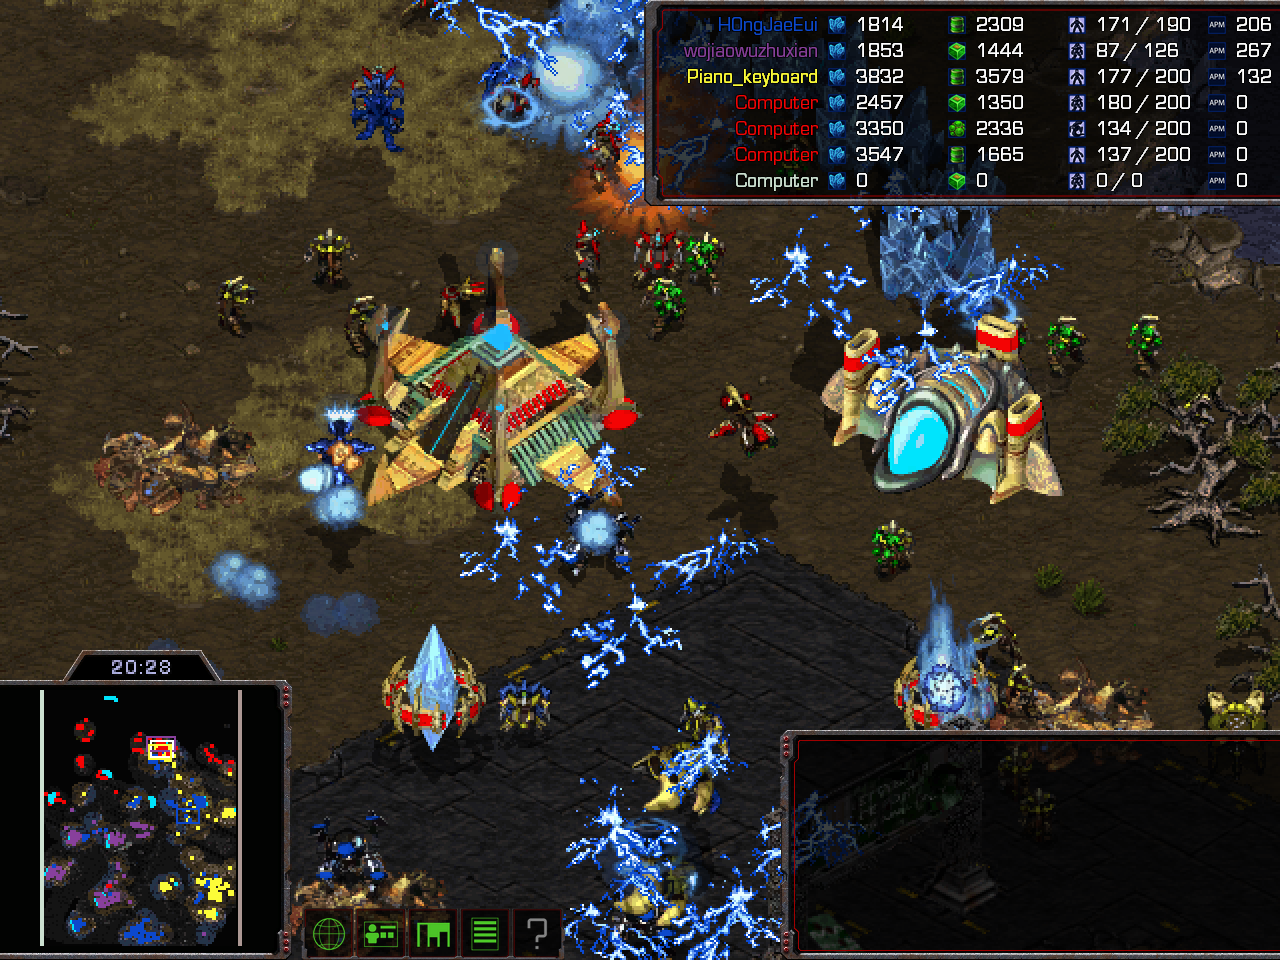 H0ngJaeEui 1814 2309 171 / 190 APM 206
wojiaowuzhuxian 1853 1444 87 / 126 APM 267
Piano_keyboard 3832 3579 177 / 200 APM 132
Computer 2457 1350 180 / 200 APM 0
Computer 3350 2336 134 / 200 APM 0
Computer 3547 1665 137 / 200 APM 0
Computer 0 0 0 / 0 APM 0
20:28
?